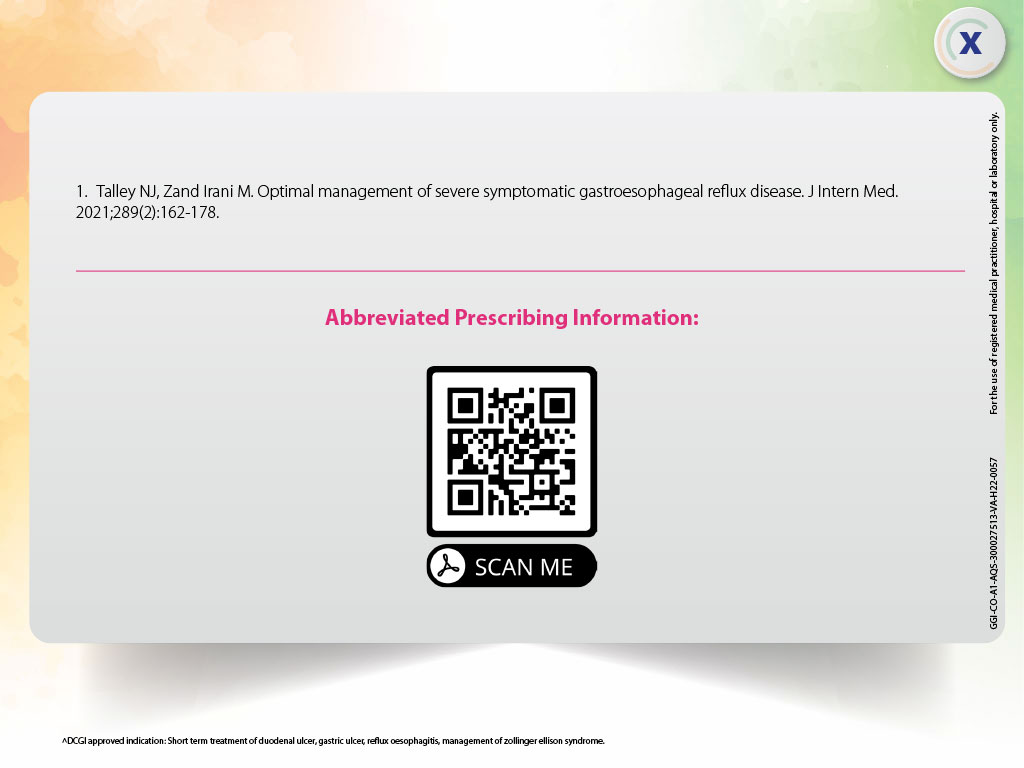 X
1. Talley NJ, Zand Irani M. Optimal management of severe symptomatic gastroesophageal reflux disease. J Intern Med.
2021;289(2):162-178.
Abbreviated Prescribing Information:
SCAN ME
For the use of registered medical practitioner, hospital or laboratory only.
GGI-CO-A1-AQS-300027513-VA-H22-0057
^DCGI approved indication: Short term treatment of duodenal ulcer, gastric ulcer, reflux oesophagitis, management of zollinger ellison syndrome.